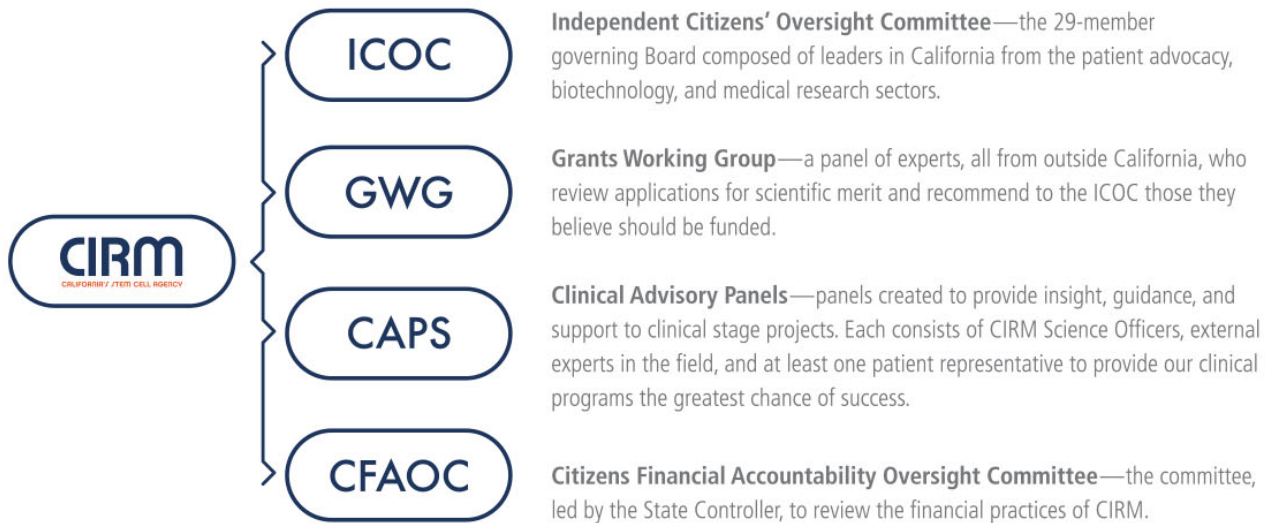 ICOC
Independent Citizens’ Oversight Committee—the 29-member
governing Board composed of leaders in California from the patient advocacy,
biotechnology, and medical research sectors.
GWG
Grants Working Group—a panel of experts, all from outside California, who
review applications for scientific merit and recommend to the ICOC those they
believe should be funded.
CIRM
CALIFORNIA'S STEM CELL AGENCY
CAPS
Clinical Advisory Panels—panels created to provide insight, guidance, and
support to clinical stage projects. Each consists of CIRM Science Officers, external
experts in the field, and at least one patient representative to provide our clinical
programs the greatest chance of success.
CFAOC
Citizens Financial Accountability Oversight Committee—the committee,
led by the State Controller, to review the financial practices of CIRM.